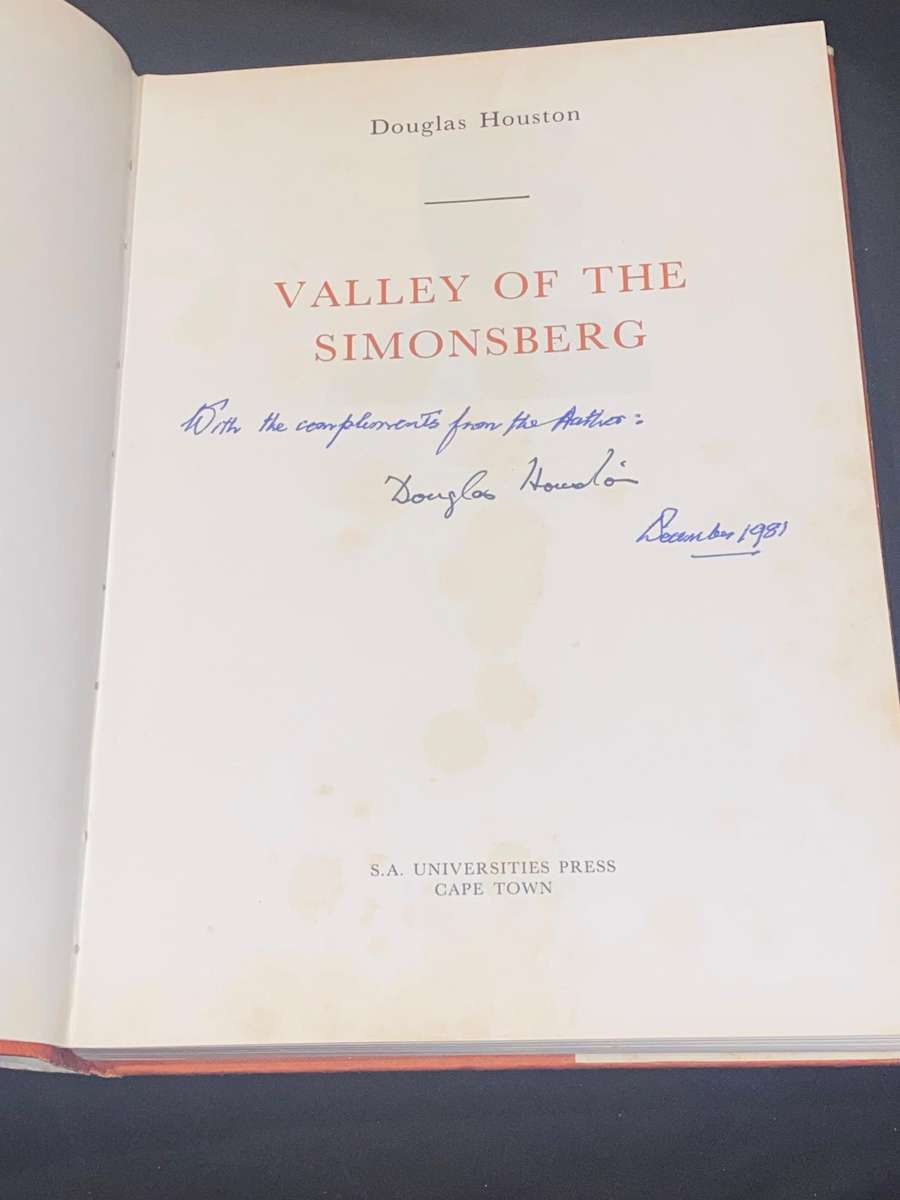 Douglas Houston
VALLEY OF THE
SIMONSBERG
With the compliments from the Author:
Douglas Houston
December 1981
S.A. UNIVERSITIES PRESS
CAPE TOWN